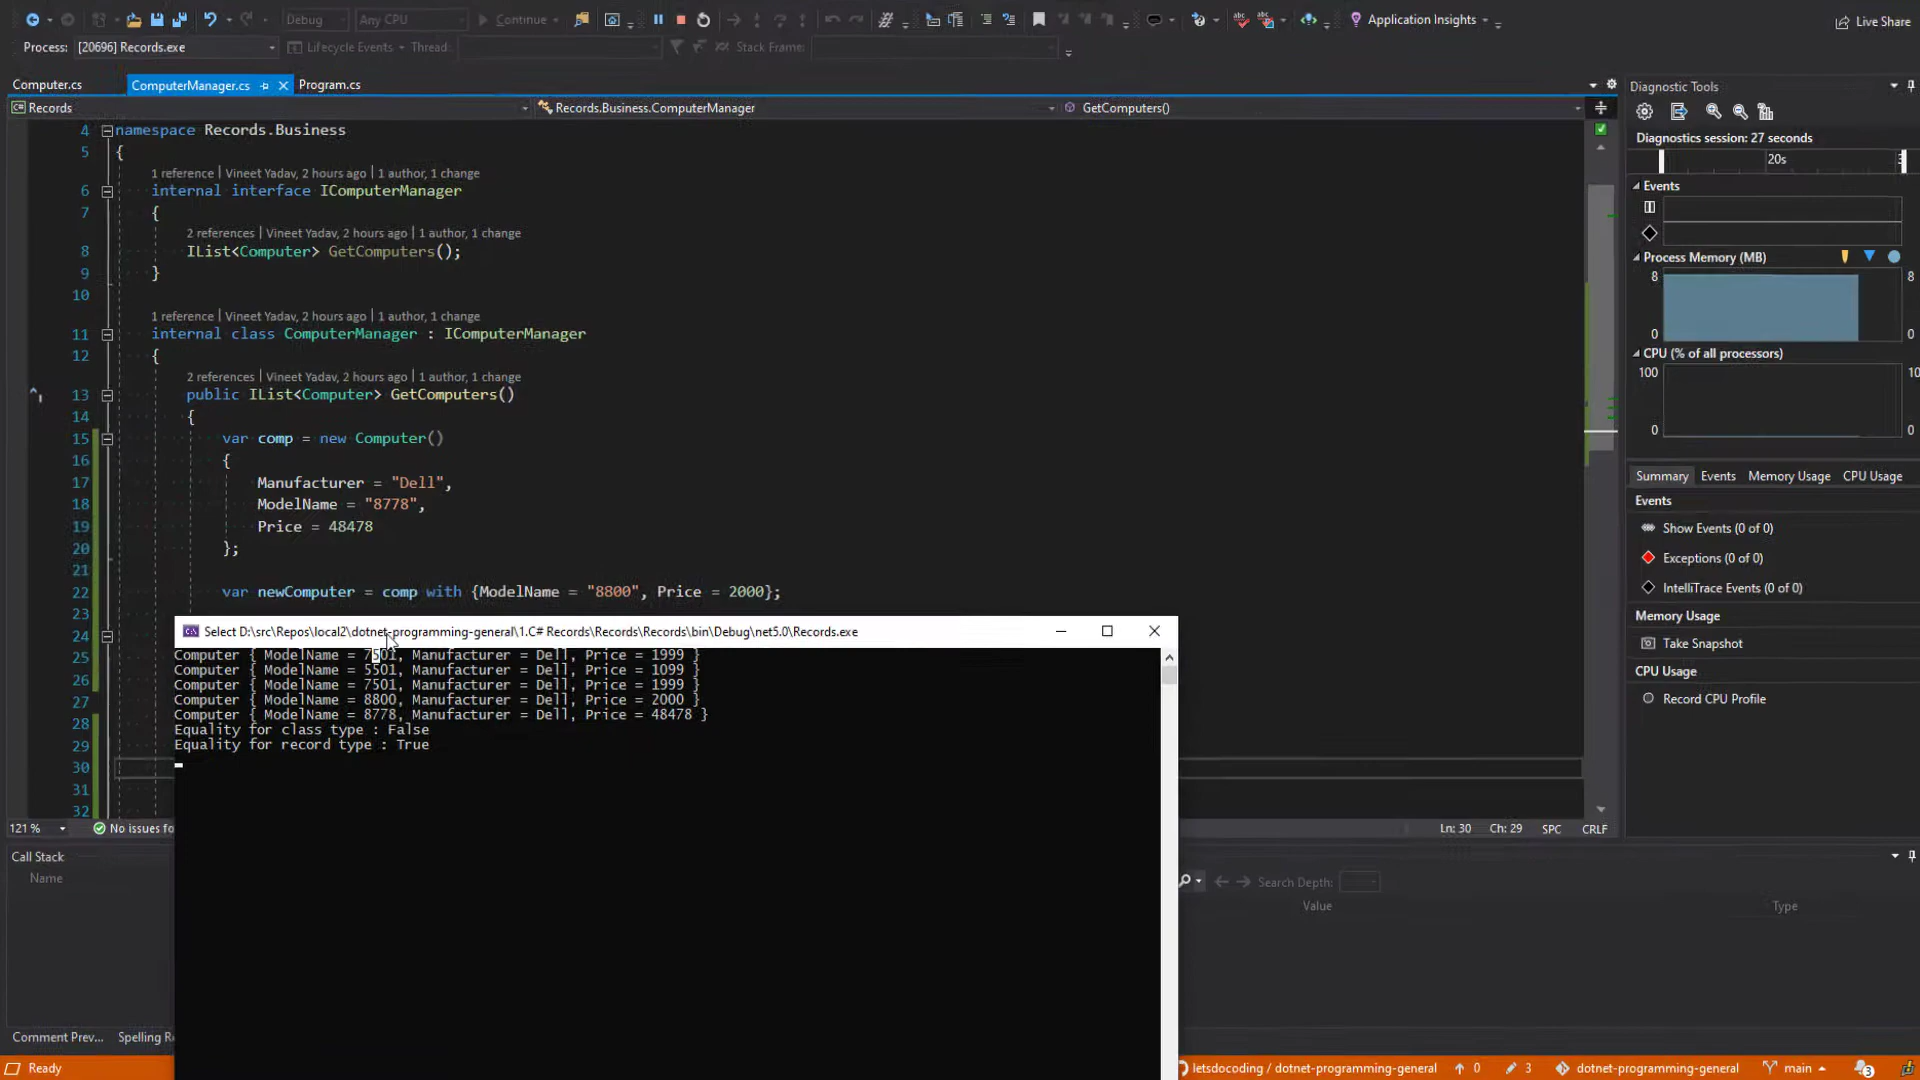 Debug
Any CPU
Continue
Application Insights
Live Share
Process: [20696] Records.exe
Lifecycle Events
Thread:
Stack Frame:
Computer.cs
ComputerManager.cs
Program.cs
Records
Records.Business.ComputerManager
GetComputers()
4 namespace Records.Business
5 {
1 reference | Vineet Yadav, 2 hours ago | 1 author, 1 change
6 internal interface IComputerManager
7 {
2 references | Vineet Yadav, 2 hours ago | 1 author, 1 change
8 IList<Computer> GetComputers();
9 }
10
1 reference | Vineet Yadav, 2 hours ago | 1 author, 1 change
11 internal class ComputerManager : IComputerManager
12 {
2 references | Vineet Yadav, 2 hours ago | 1 author, 1 change
13 public IList<Computer> GetComputers()
14 {
15 var comp = new Computer()
16 {
17 Manufacturer = "Dell",
18 ModelName = "8778",
19 Price = 48478
20 };
21
22 var newComputer = comp with {ModelName = "8800", Price = 2000};
23
24
25
26
27
28
29
30
31
32
Select D:\src\Repos\local2\dotnet-programming-general\1.C# Records\Records\Records\bin\Debug\net5.0\Records.exe
Computer { ModelName = 7501, Manufacturer = Dell, Price = 1999 }
Computer { ModelName = 5501, Manufacturer = Dell, Price = 1099 }
Computer { ModelName = 7501, Manufacturer = Dell, Price = 1999 }
Computer { ModelName = 8800, Manufacturer = Dell, Price = 2000 }
Computer { ModelName = 8778, Manufacturer = Dell, Price = 48478 }
Equality for class type : False
Equality for record type : True
121 %
No issues fo
Ln: 30 Ch: 29 SPC CRLF
Call Stack
Name
Search Depth:
Value
Type
Comment Prev...
Spelling R
Diagnostic Tools
Diagnostics session: 27 seconds
20s
Events
Process Memory (MB)
8 8
0 0
CPU (% of all processors)
100 10
0 0
Summary Events Memory Usage CPU Usage
Events
Show Events (0 of 0)
Exceptions (0 of 0)
IntelliTrace Events (0 of 0)
Memory Usage
Take Snapshot
CPU Usage
Record CPU Profile
Ready
letsdocoding / dotnet-programming-general
0
3
dotnet-programming-general
main
3